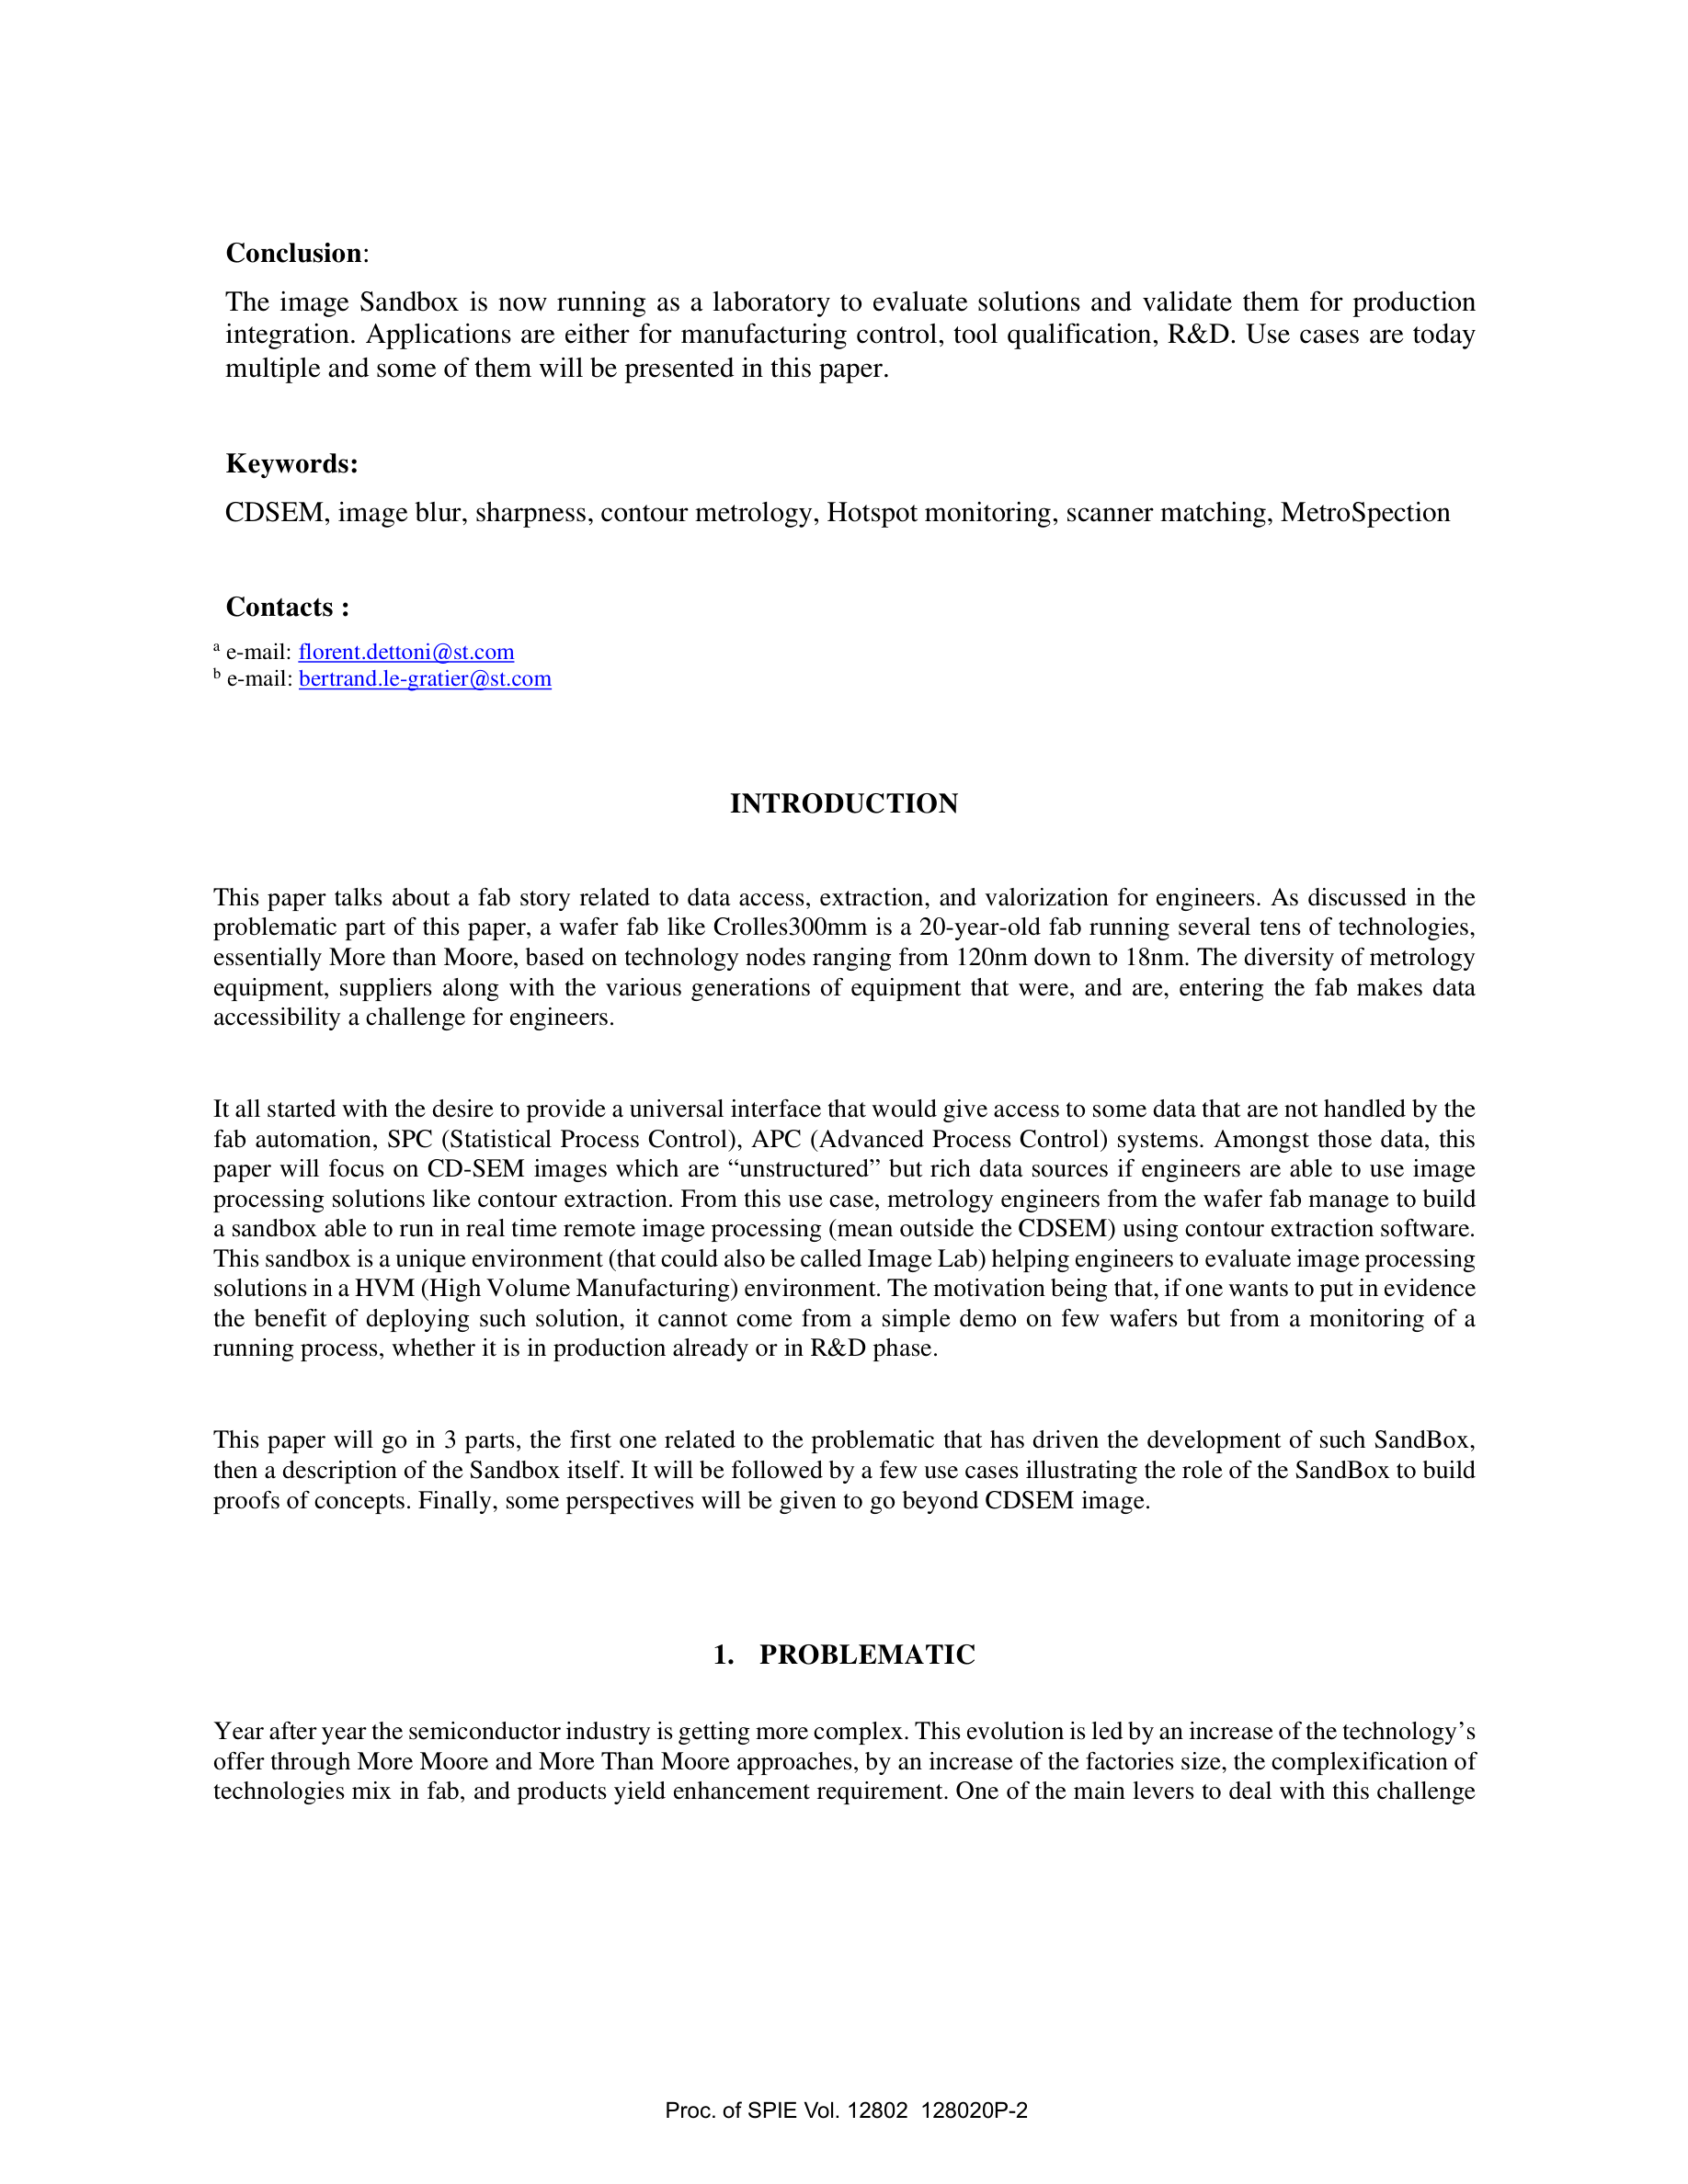 Conclusion:
The image Sandbox is now running as a laboratory to evaluate solutions and validate them for production
integration. Applications are either for manufacturing control, tool qualification, R&D. Use cases are today
multiple and some of them will be presented in this paper.
Keywords:
CDSEM, image blur, sharpness, contour metrology, Hotspot monitoring, scanner matching, MetroSpection
Contacts :
a e-mail: florent.dettoni@st.com
b e-mail: bertrand.le-gratier@st.com
INTRODUCTION
This paper talks about a fab story related to data access, extraction, and valorization for engineers. As discussed in the
problematic part of this paper, a wafer fab like Crolles300mm is a 20-year-old fab running several tens of technologies,
essentially More than Moore, based on technology nodes ranging from 120nm down to 18nm. The diversity of metrology
equipment, suppliers along with the various generations of equipment that were, and are, entering the fab makes data
accessibility a challenge for engineers.
It all started with the desire to provide a universal interface that would give access to some data that are not handled by the
fab automation, SPC (Statistical Process Control), APC (Advanced Process Control) systems. Amongst those data, this
paper will focus on CD-SEM images which are “unstructured” but rich data sources if engineers are able to use image
processing solutions like contour extraction. From this use case, metrology engineers from the wafer fab manage to build
a sandbox able to run in real time remote image processing (mean outside the CDSEM) using contour extraction software.
This sandbox is a unique environment (that could also be called Image Lab) helping engineers to evaluate image processing
solutions in a HVM (High Volume Manufacturing) environment. The motivation being that, if one wants to put in evidence
the benefit of deploying such solution, it cannot come from a simple demo on few wafers but from a monitoring of a
running process, whether it is in production already or in R&D phase.
This paper will go in 3 parts, the first one related to the problematic that has driven the development of such SandBox,
then a description of the Sandbox itself. It will be followed by a few use cases illustrating the role of the SandBox to build
proofs of concepts. Finally, some perspectives will be given to go beyond CDSEM image.
1. PROBLEMATIC
Year after year the semiconductor industry is getting more complex. This evolution is led by an increase of the technology’s
offer through More Moore and More Than Moore approaches, by an increase of the factories size, the complexification of
technologies mix in fab, and products yield enhancement requirement. One of the main levers to deal with this challenge
Proc. of SPIE Vol. 12802 128020P-2